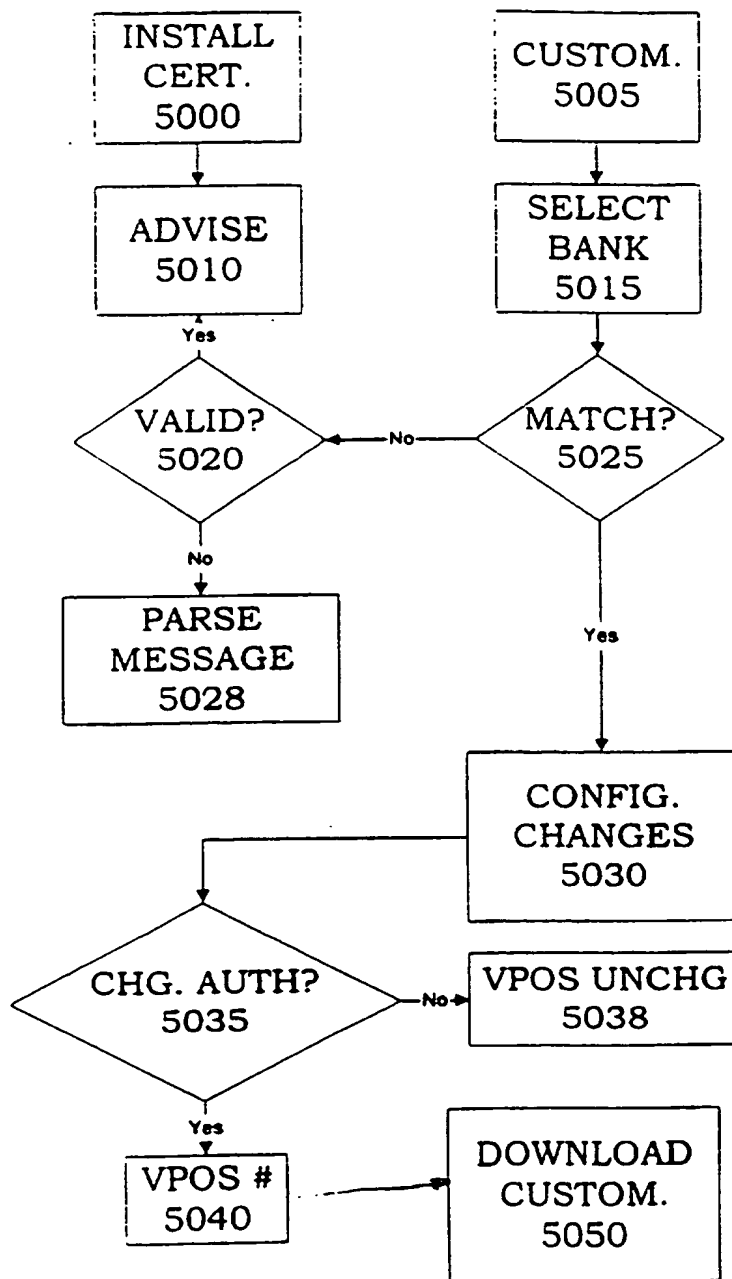 INSTALL
CERT.
5000
CUSTOM.
5005
ADVISE
5010
SELECT
BANK
5015
Yes
VALID?
5020
No
MATCH?
5025
No
PARSE
MESSAGE
5028
Yes
CONFIG.
CHANGES
5030
CHG. AUTH?
5035
No
VPOS UNCHG
5038
Yes
VPOS #
5040
DOWNLOAD
CUSTOM.
5050